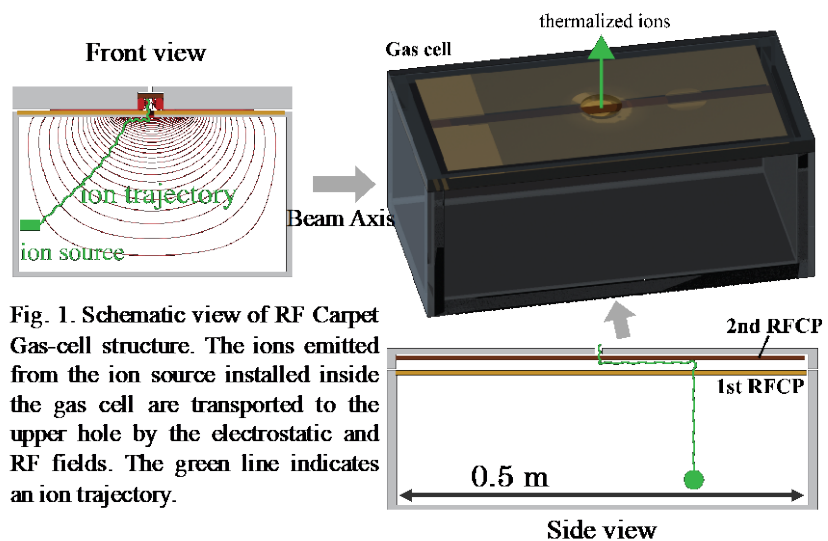 Front view
thermalized ions
Gas cell
ion trajectory
ion source
Beam Axis
Fig. 1. Schematic view of RF Carpet
Gas-cell structure. The ions emitted
from the ion source installed inside
the gas cell are transported to the
upper hole by the electrostatic and
RF fields. The green line indicates
an ion trajectory.
2nd RFCP
1st RFCP
0.5 m
Side view